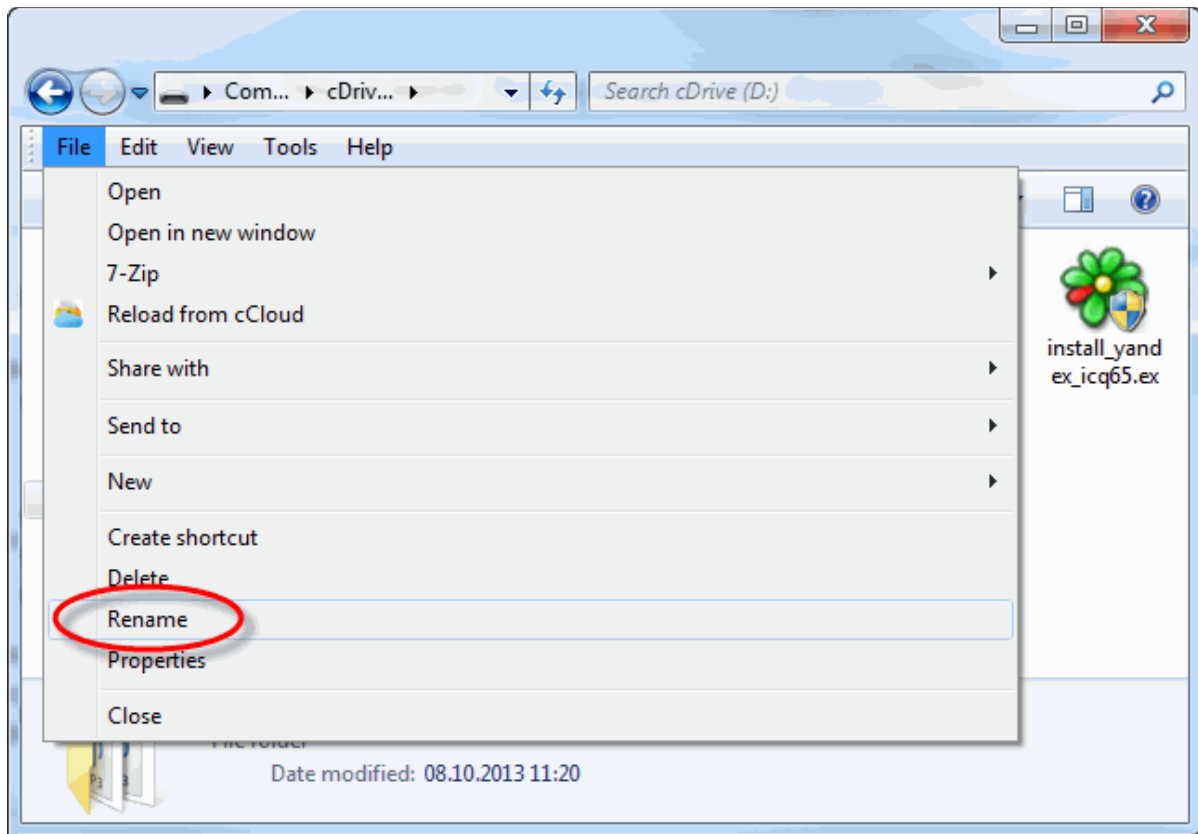 Com... cDriv...
Search cDrive (D:)
File Edit View Tools Help
Open
Open in new window
7-Zip
Reload from cCloud
Share with
Send to
New
Create shortcut
Delete
Rename
Properties
Close
install_yand
ex_icq65.ex
File folder
Date modified: 08.10.2013 11:20